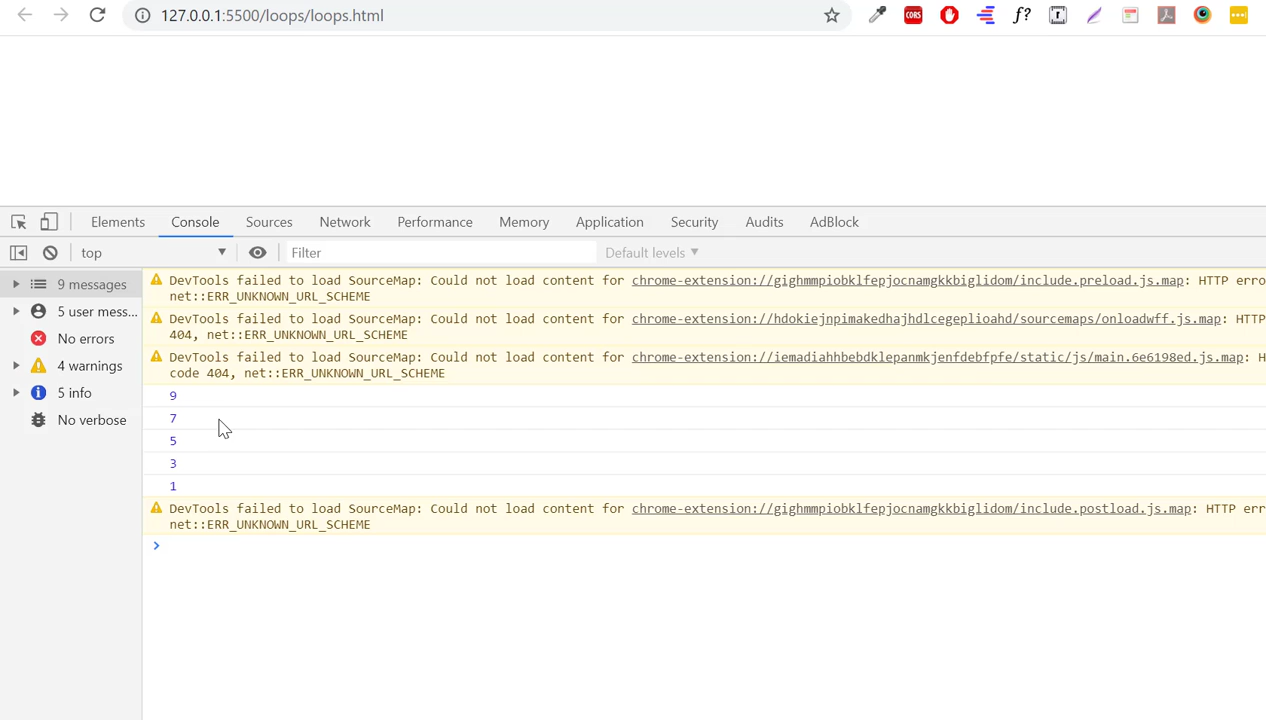 127.0.0.1:5500/loops/loops.html
CORS
f?
Elements Console Sources Network Performance Memory Application Security Audits AdBlock
top Filter Default levels
9 messages
5 user mess...
No errors
4 warnings
5 info
No verbose
DevTools failed to load SourceMap: Could not load content for chrome-extension://gighmmpiobklfepjocnamgkkbiglidom/include.preload.js.map: HTTP erro
net::ERR_UNKNOWN_URL_SCHEME
DevTools failed to load SourceMap: Could not load content for chrome-extension://hdokiejnpimakedhajhdlcegeplioahd/sourcemaps/onloadwff.js.map: HTTP
404, net::ERR_UNKNOWN_URL_SCHEME
DevTools failed to load SourceMap: Could not load content for chrome-extension://iemadiahhbebdklepanmkjenfdebfpfe/static/js/main.6e6198ed.js.map: H
code 404, net::ERR_UNKNOWN_URL_SCHEME
9
7
5
3
1
DevTools failed to load SourceMap: Could not load content for chrome-extension://gighmmpiobklfepjocnamgkkbiglidom/include.postload.js.map: HTTP err
net::ERR_UNKNOWN_URL_SCHEME